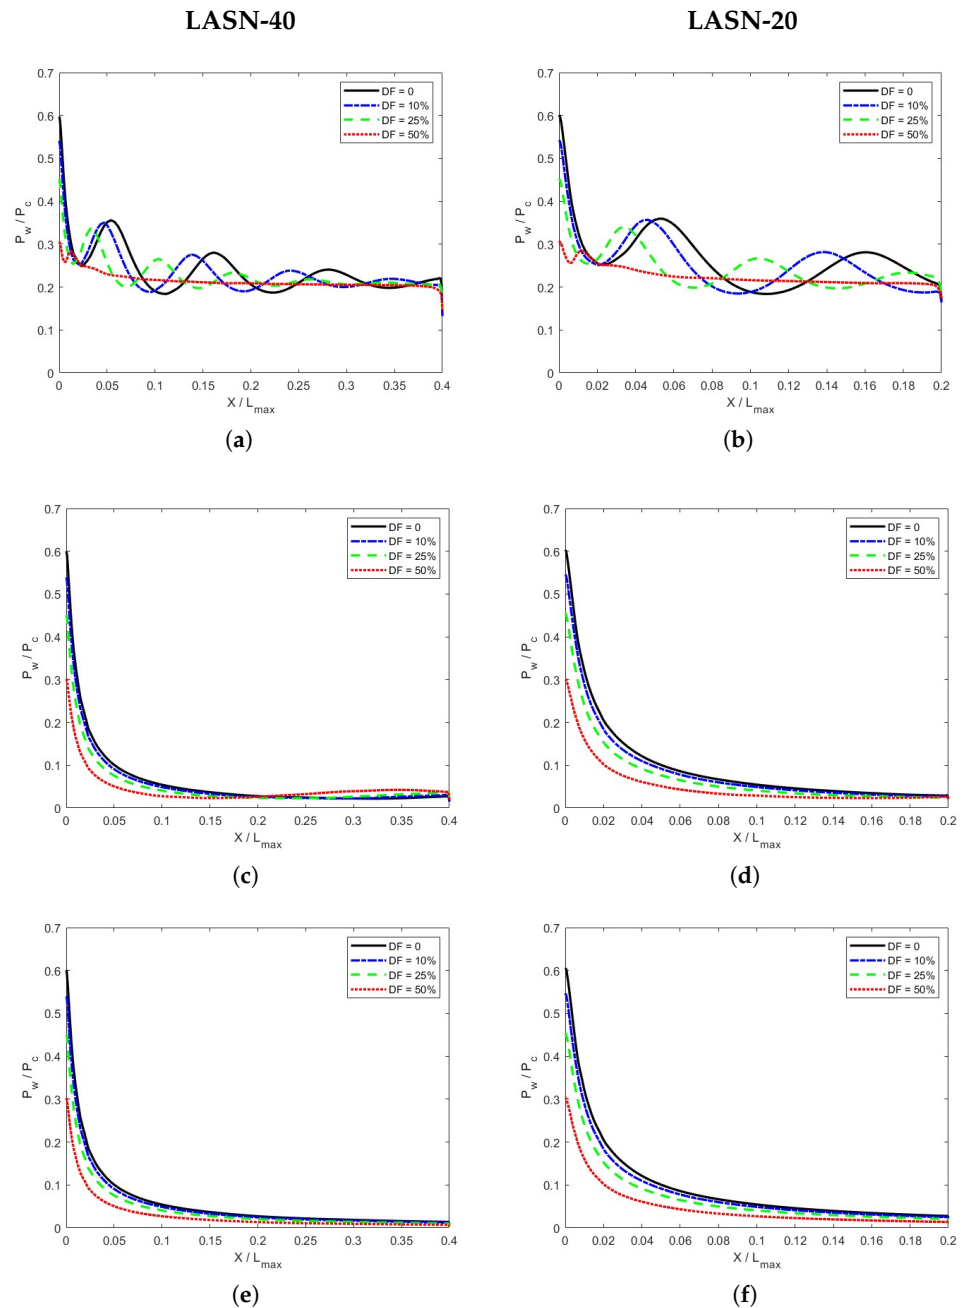 LASN-40
LASN-20
0.7
0.6
0.5
0.4
0.3
0.2
0.1
0
P_w / P_c
DF = 0
DF = 10%
DF = 25%
DF = 50%
0 0.05 0.1 0.15 0.2 0.25 0.3 0.35 0.4
X / L_max
(a)
0.7
0.6
0.5
0.4
0.3
0.2
0.1
0
P_w / P_c
DF = 0
DF = 10%
DF = 25%
DF = 50%
0 0.02 0.04 0.06 0.08 0.1 0.12 0.14 0.16 0.18 0.2
X / L_max
(b)
0.7
0.6
0.5
0.4
0.3
0.2
0.1
0
P_w / P_c
DF = 0
DF = 10%
DF = 25%
DF = 50%
0 0.05 0.1 0.15 0.2 0.25 0.3 0.35 0.4
X / L_max
(c)
0.7
0.6
0.5
0.4
0.3
0.2
0.1
0
P_w / P_c
DF = 0
DF = 10%
DF = 25%
DF = 50%
0 0.02 0.04 0.06 0.08 0.1 0.12 0.14 0.16 0.18 0.2
X / L_max
(d)
0.7
0.6
0.5
0.4
0.3
0.2
0.1
0
P_w / P_c
DF = 0
DF = 10%
DF = 25%
DF = 50%
0 0.05 0.1 0.15 0.2 0.25 0.3 0.35 0.4
X / L_max
(e)
0.7
0.6
0.5
0.4
0.3
0.2
0.1
0
P_w / P_c
DF = 0
DF = 10%
DF = 25%
DF = 50%
0 0.02 0.04 0.06 0.08 0.1 0.12 0.14 0.16 0.18 0.2
X / L_max
(f)